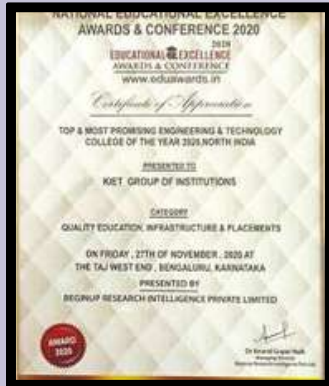 NATIONAL EDUCATIONAL EXCELLENCE
AWARDS & CONFERENCE 2020
2020
EDUCATIONAL EXCELLENCE
AWARDS & CONFERENCE
www.eduawards.in
Certificate of Appreciation
TOP & MOST PROMISING ENGINEERING & TECHNOLOGY
COLLEGE OF THE YEAR 2020, NORTH INDIA
PRESENTED TO
KIET GROUP OF INSTITUTIONS
CATEGORY
QUALITY EDUCATION, INFRASTRUCTURE & PLACEMENTS
ON FRIDAY, 27TH OF NOVEMBER, 2020 AT
THE TAJ WEST END, BENGALURU, KARNATAKA
PRESENTED BY
BEGINUP RESEARCH INTELLIGENCE PRIVATE LIMITED
AWARD
2020
Managing Director